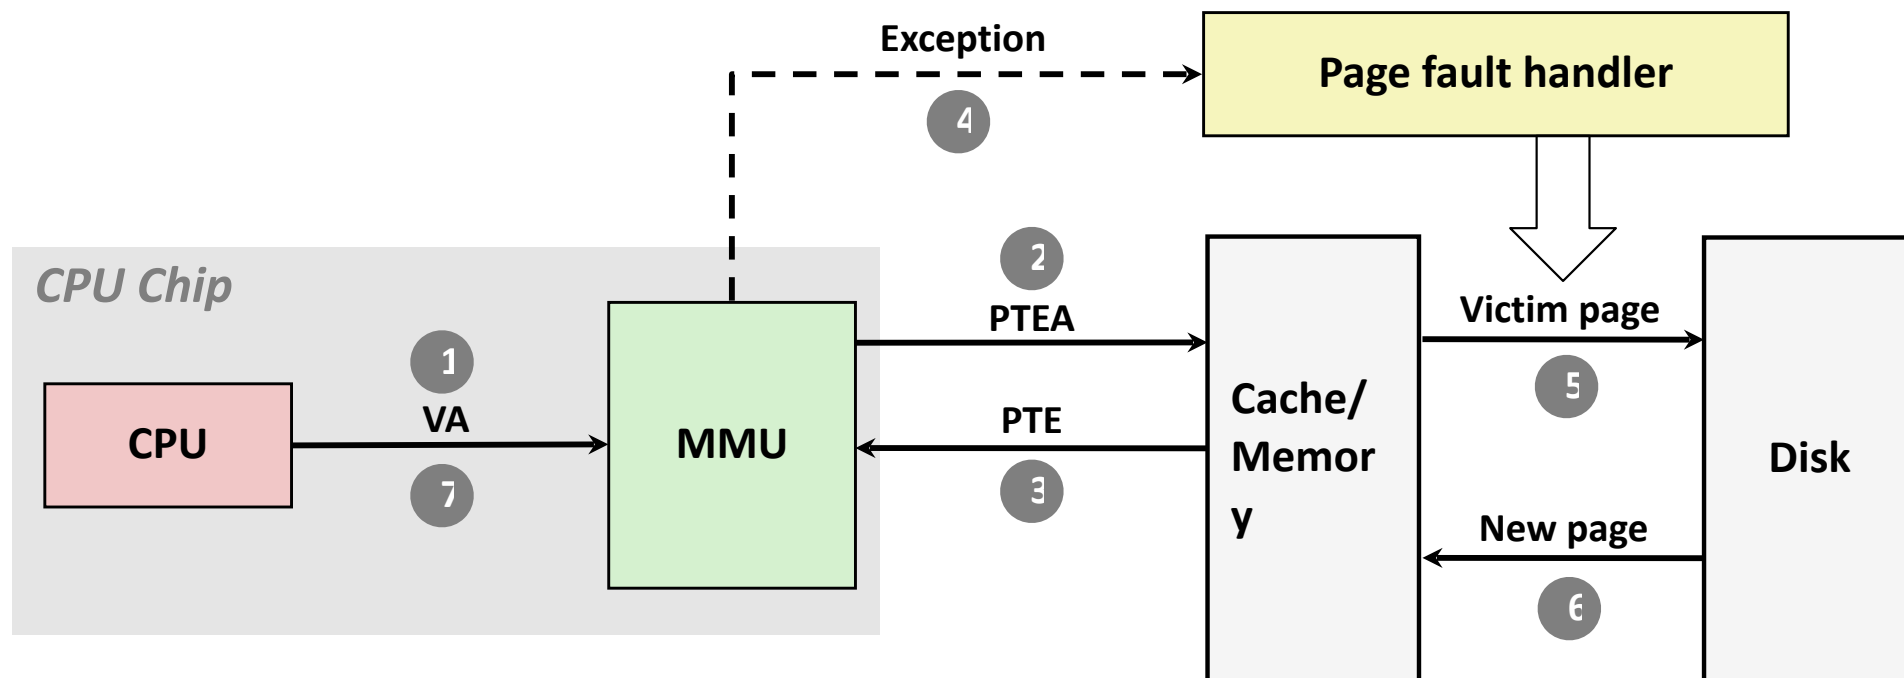 Exception
Page fault handler
4
2
CPU Chip
PTEA
Victim page
1
5
VA
Cache/
Memor
y
PTE
CPU
MMU
Disk
7
3
New page
6